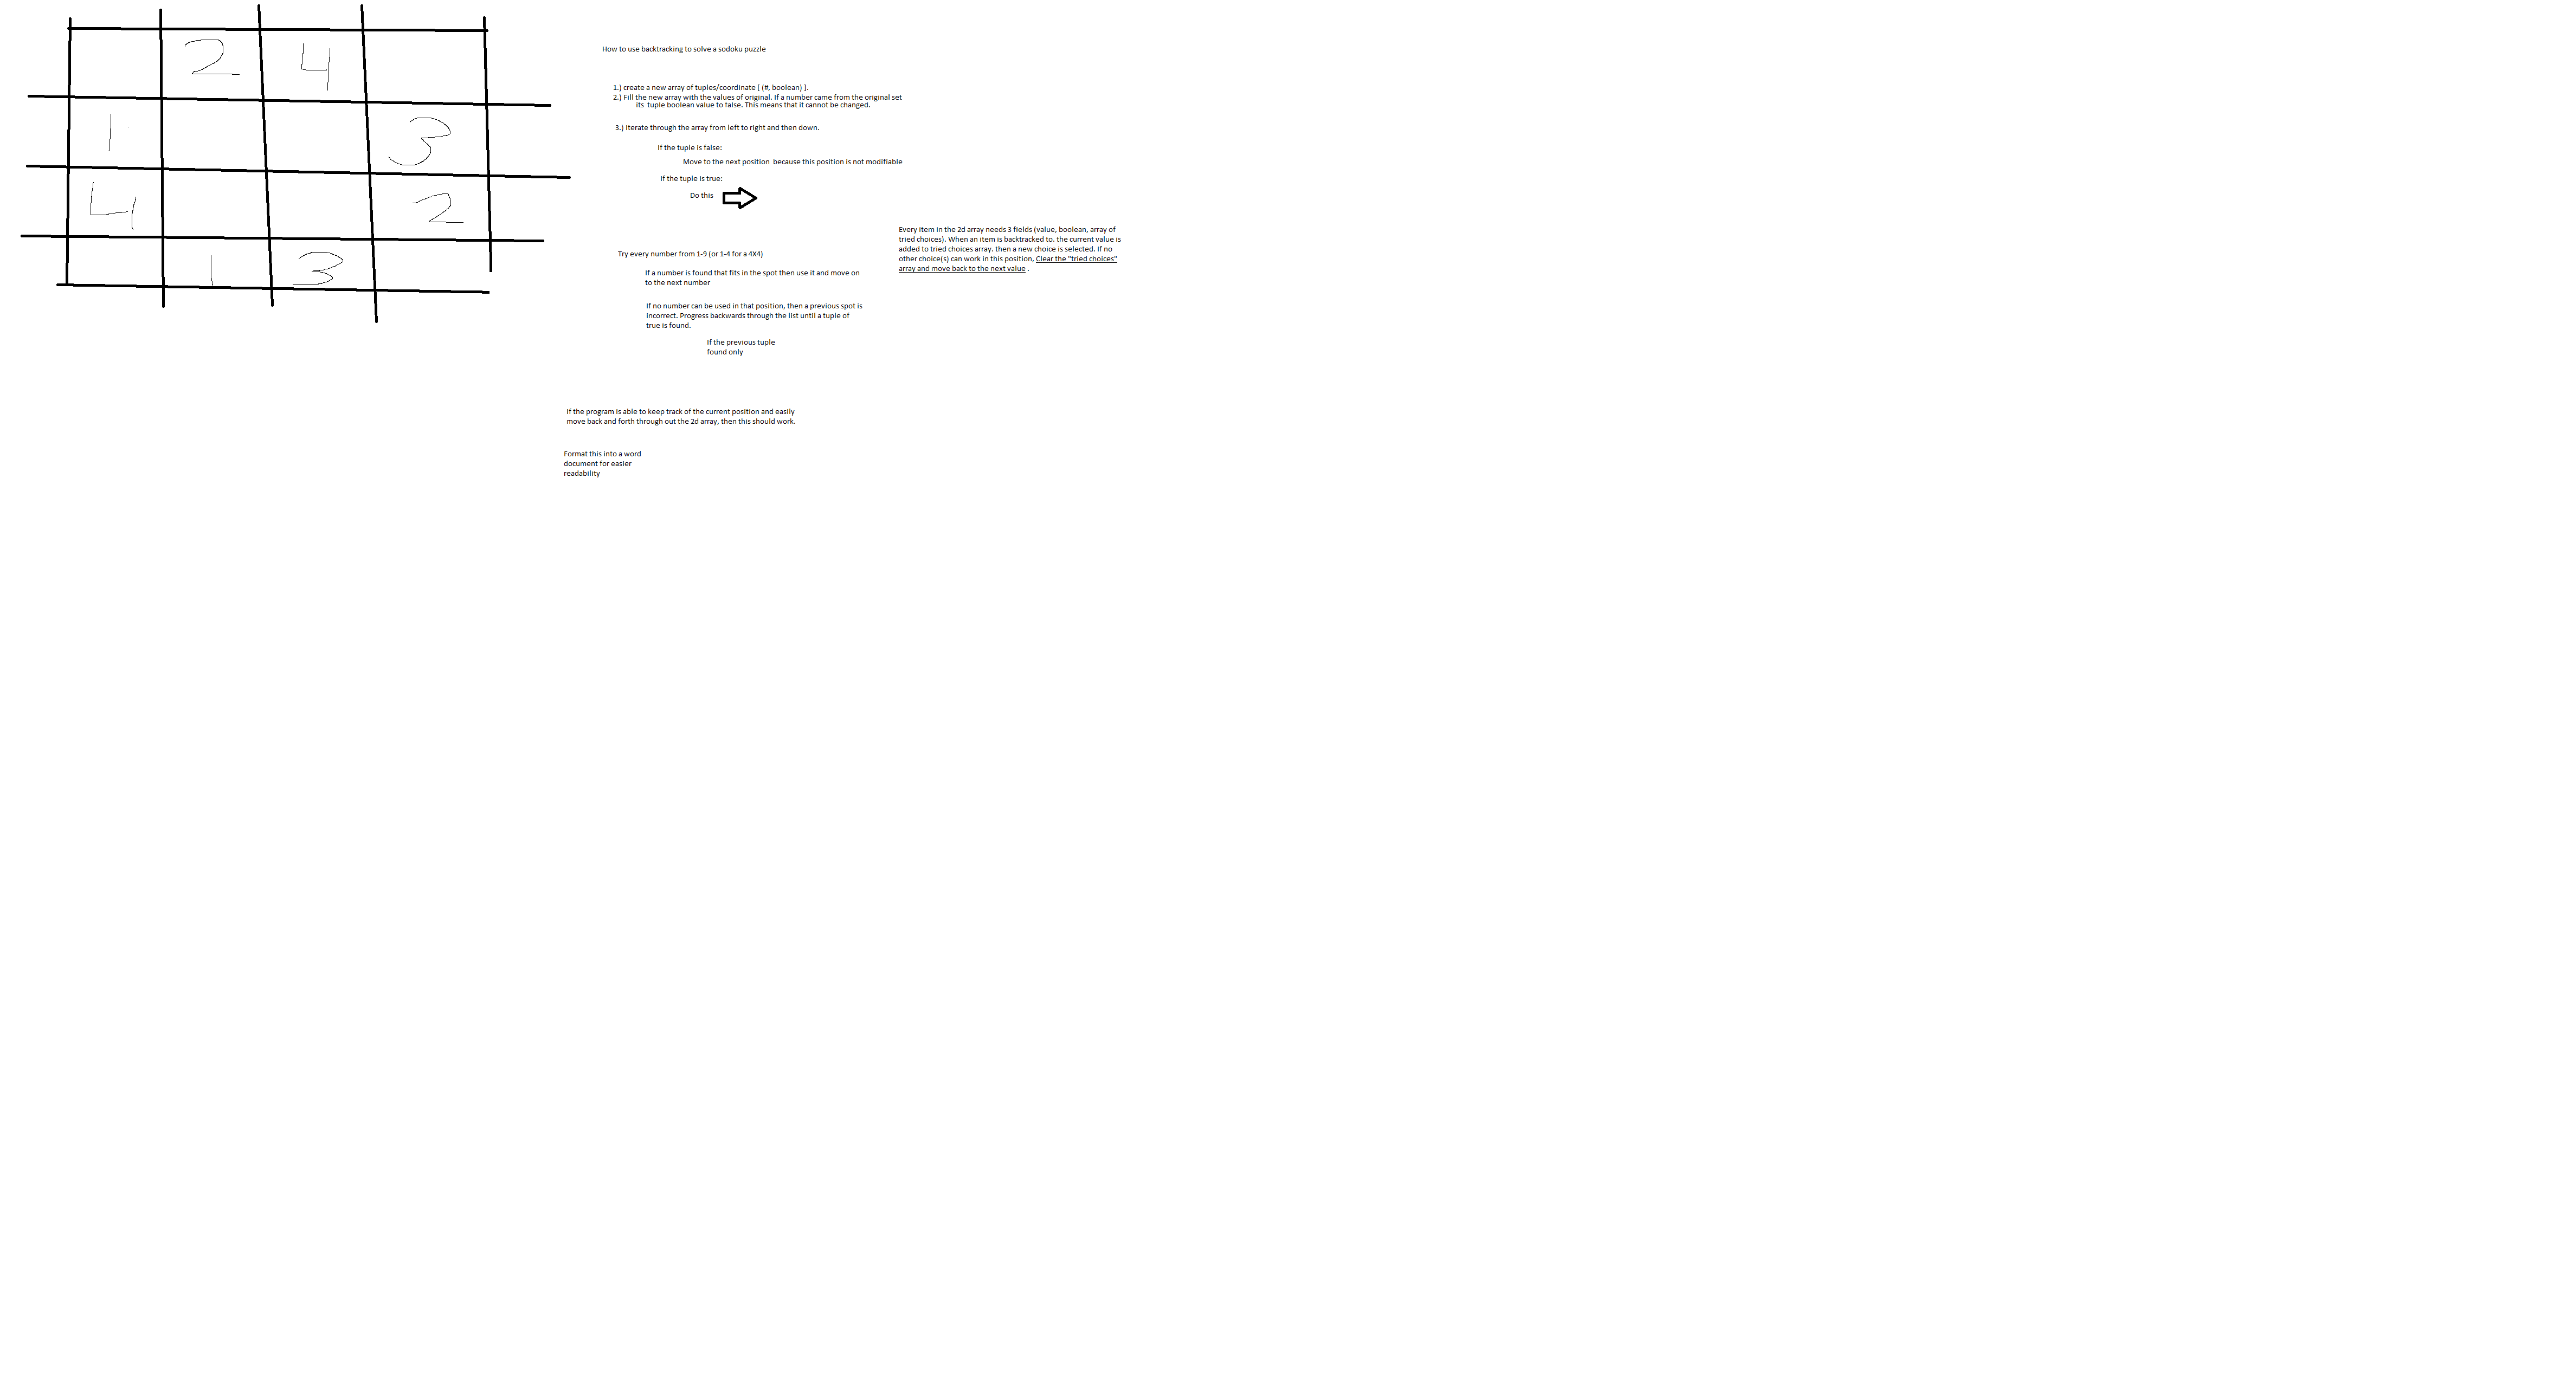 2 4
1 3
4 2
1 3
How to use backtracking to solve a sodoku puzzle
1.) create a new array of tuples/coordinate [ (#, boolean) ].
2.) Fill the new array with the values of original. If a number came from the original set
its tuple boolean value to false. This means that it cannot be changed.
3.) Iterate through the array from left to right and then down.
If the tuple is false:
Move to the next position because this position is not modifiable
If the tuple is true:
Do this
Try every number from 1-9 (or 1-4 for a 4X4)
If a number is found that fits in the spot then use it and move on
to the next number
If no number can be used in that position, then a previous spot is
incorrect. Progress backwards through the list until a tuple of
true is found.
If the previous tuple
found only
Every item in the 2d array needs 3 fields (value, boolean, array of
tried choices). When an item is backtracked to. the current value is
added to tried choices array. then a new choice is selected. If no
other choice(s) can work in this position, Clear the "tried choices"
array and move back to the next value .
If the program is able to keep track of the current position and easily
move back and forth through out the 2d array, then this should work.
Format this into a word
document for easier
readability